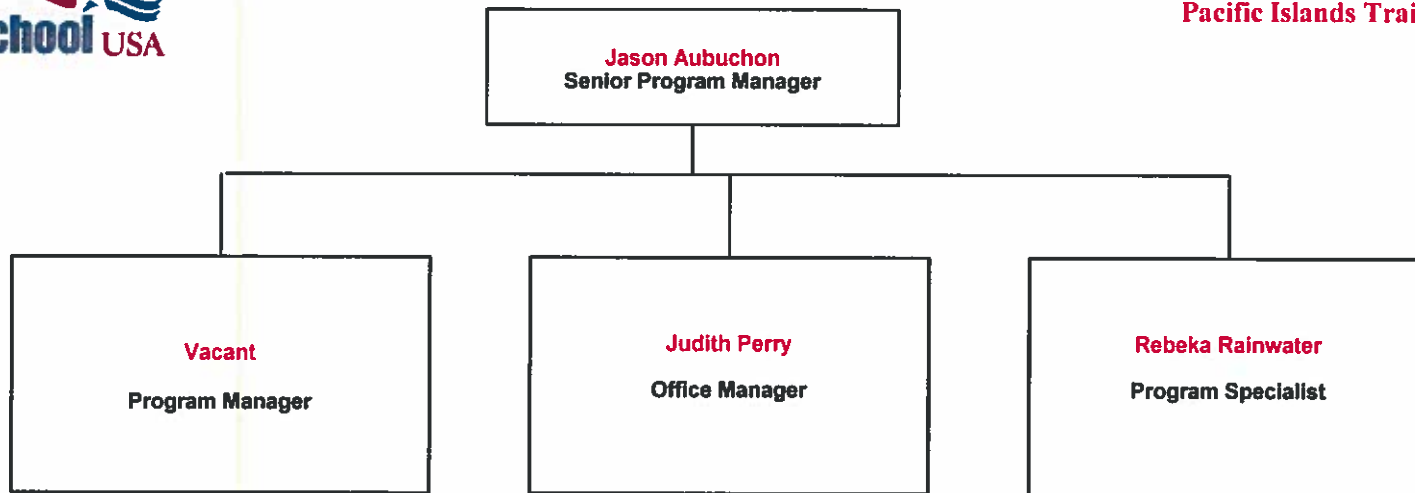 chool USA
Pacific Islands Trai
Jason Aubuchon
Senior Program Manager
Vacant
Program Manager
Judith Perry
Office Manager
Rebeka Rainwater
Program Specialist